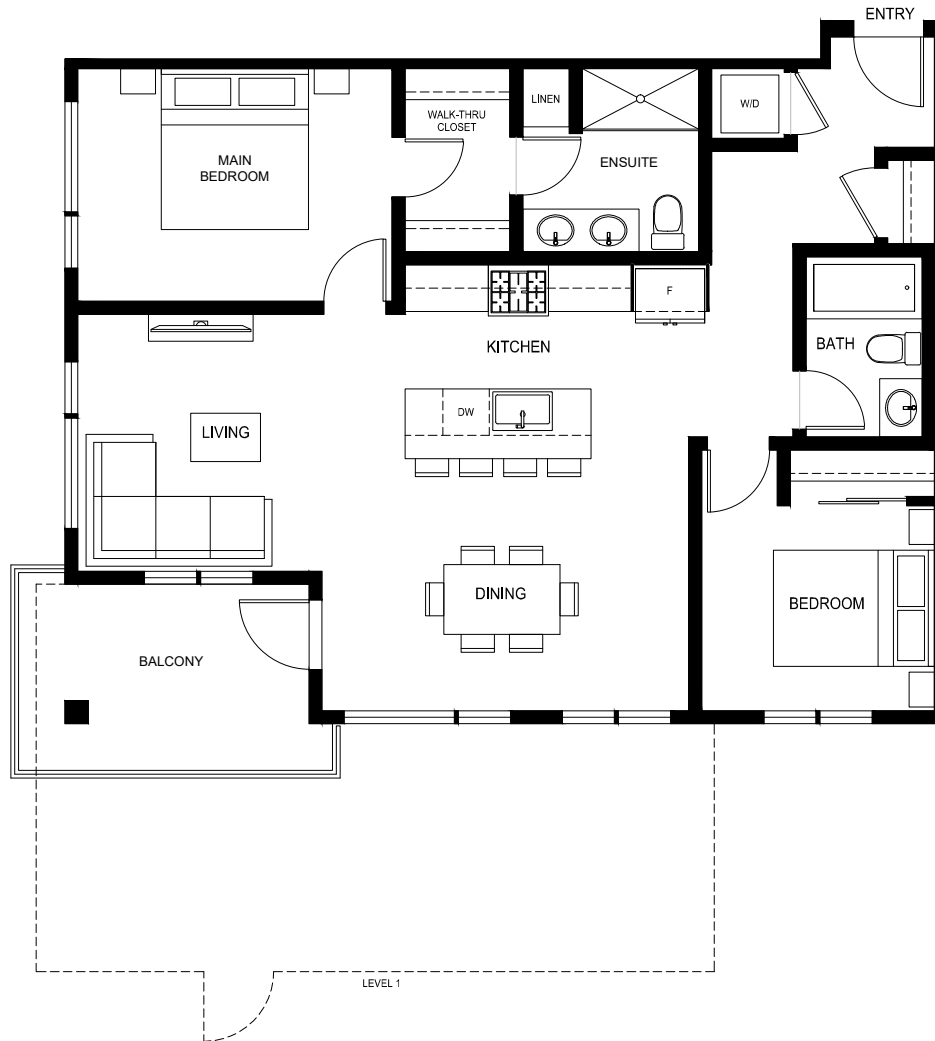 ENTRY
W/D
LINEN
WALK-THRU
CLOSET
MAIN
BEDROOM
ENSUITE
F
KITCHEN
BATH
DW
LIVING
DINING
BEDROOM
BALCONY
LEVEL 1